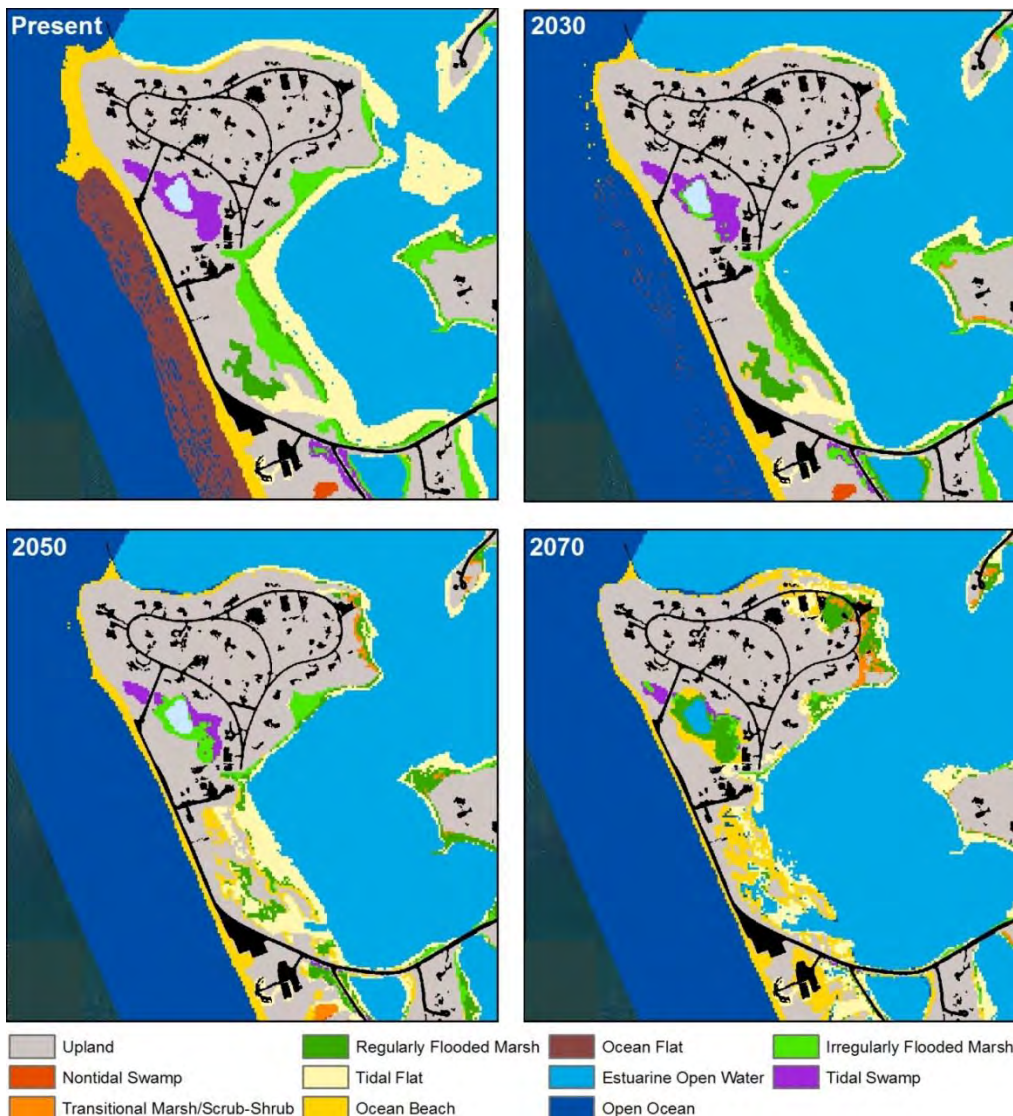 Present
2030
2050
2070
Upland
Regularly Flooded Marsh
Ocean Flat
Irregularly Flooded Marsh
Nontidal Swamp
Tidal Flat
Estuarine Open Water
Tidal Swamp
Transitional Marsh/Scrub-Shrub
Ocean Beach
Open Ocean